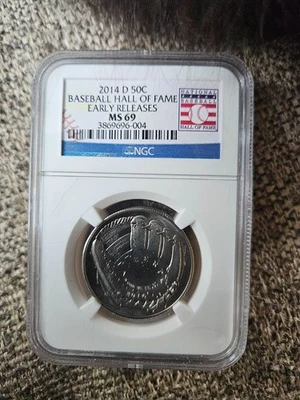 2014 D 50C
BASEBALL HALL OF FAME
EARLY RELEASES
MS 69
3869696-004
NATIONAL
BASEBALL
HALL OF FAME
NGC